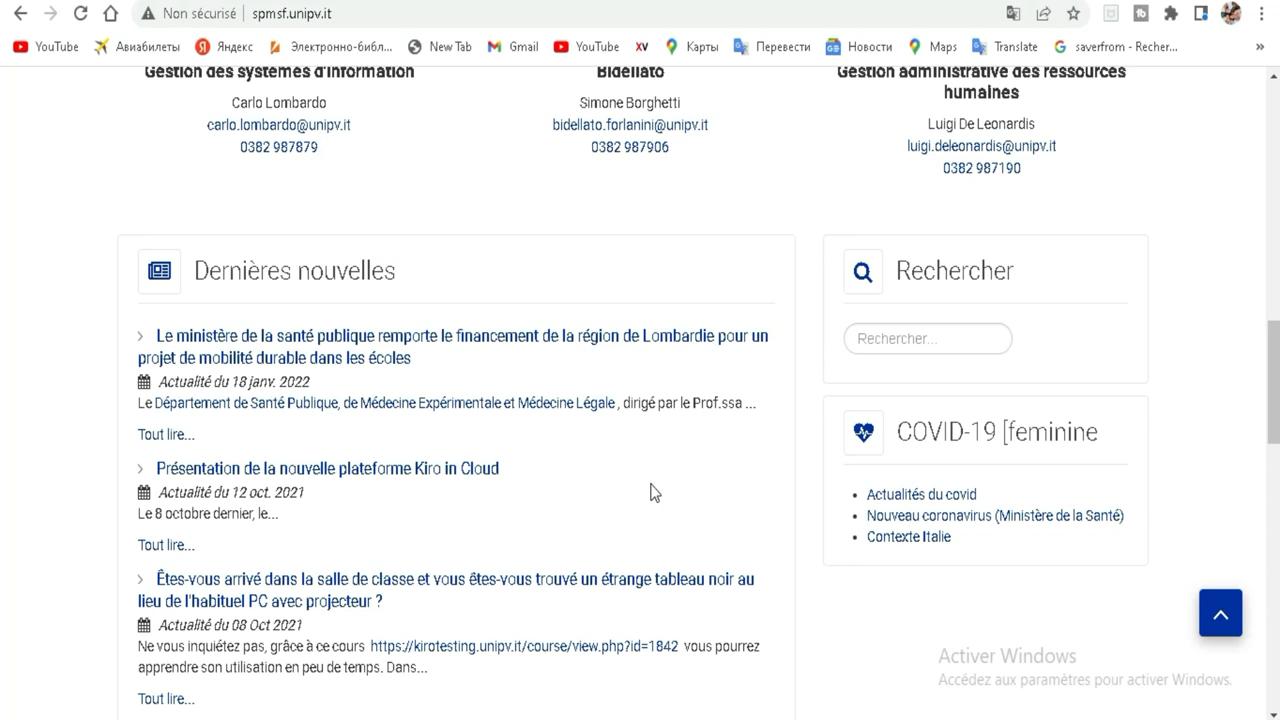 Non sécurisé spmsf.unipv.it
YouTube Авиабилеты Яндекс Электронно-библ... New Tab Gmail YouTube XV Карты Перевести Новости Maps Translate saverfrom - Recher... »
Gestion des systèmes d'information
Carlo Lombardo
carlo.lombardo@unipv.it
0382 987879
Bidellato
Simone Borghetti
bidellato.forlanini@unipv.it
0382 987906
Gestion administrative des ressources
humaines
Luigi De Leonardis
luigi.deleonardis@unipv.it
0382 987190
Dernières nouvelles
Le ministère de la santé publique remporte le financement de la région de Lombardie pour un
projet de mobilité durable dans les écoles
Actualité du 18 janv. 2022
Le Département de Santé Publique, de Médecine Expérimentale et Médecine Légale , dirigé par le Prof.ssa ...
Tout lire...
Présentation de la nouvelle plateforme Kiro in Cloud
Actualité du 12 oct. 2021
Le 8 octobre dernier, le...
Tout lire...
Êtes-vous arrivé dans la salle de classe et vous êtes-vous trouvé un étrange tableau noir au
lieu de l'habituel PC avec projecteur ?
Actualité du 08 Oct 2021
Ne vous inquiétez pas, grâce à ce cours https://kirotesting.unipv.it/course/view.php?id=1842 vous pourrez
apprendre son utilisation en peu de temps. Dans...
Tout lire...
Rechercher
Rechercher...
COVID-19 [feminine
Actualités du covid
Nouveau coronavirus (Ministère de la Santé)
Contexte Italie
Activer Windows
Accédez aux paramètres pour activer Windows.